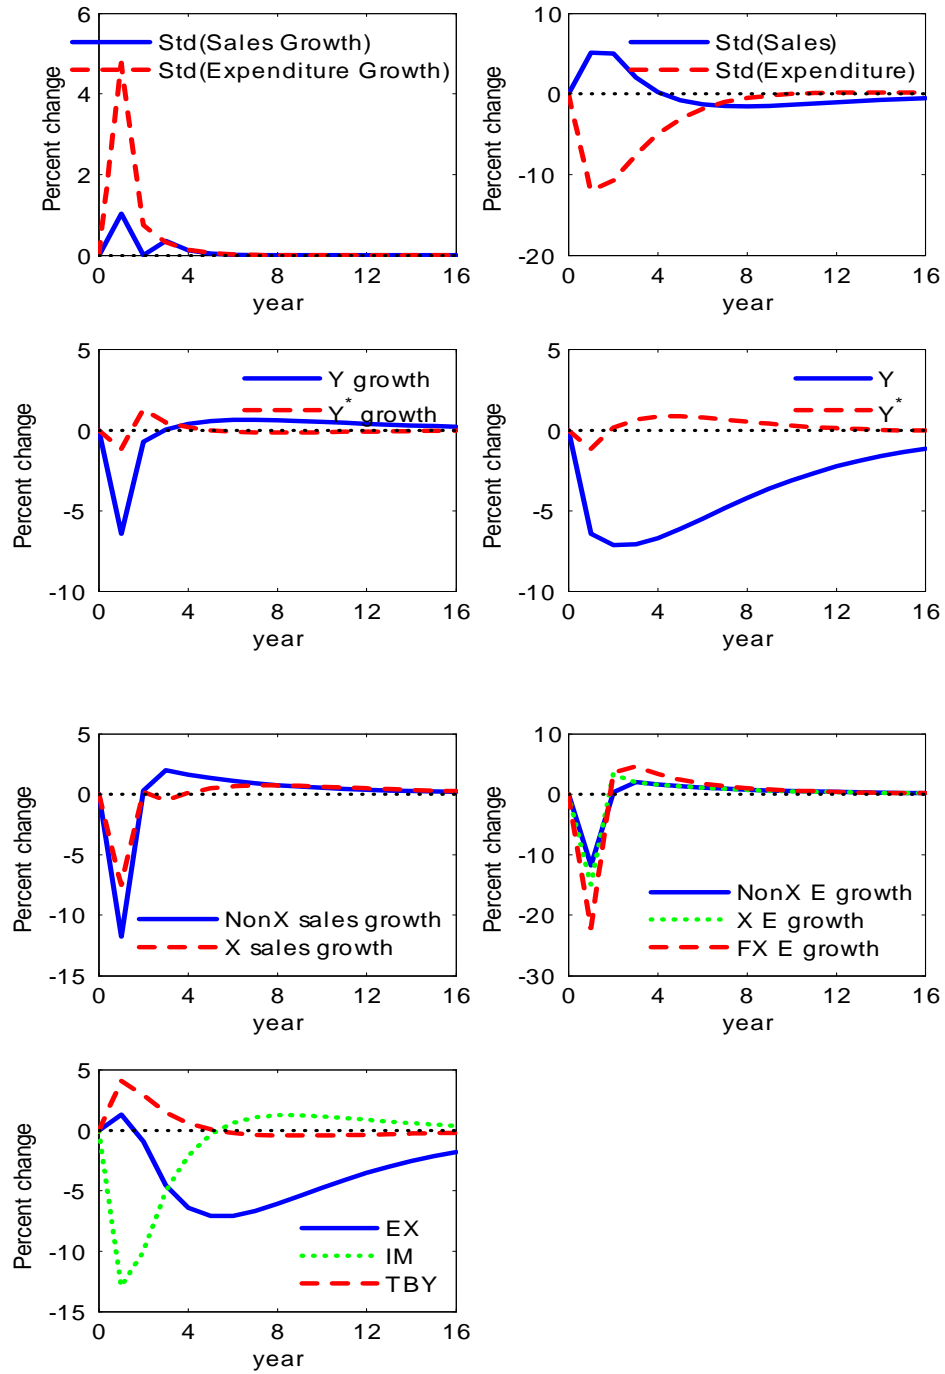 6
4
2
0
Percent change
Std(Sales Growth)
Std(Expenditure Growth)
0 4 8 12 16
year
10
0
-10
-20
Percent change
Std(Sales)
Std(Expenditure)
0 4 8 12 16
year
5
0
-5
-10
Percent change
Y growth
Y* growth
0 4 8 12 16
year
5
0
-5
-10
Percent change
Y
Y*
0 4 8 12 16
year
5
0
-5
-10
-15
Percent change
NonX sales growth
X sales growth
0 4 8 12 16
year
10
0
-10
-20
-30
Percent change
NonX E growth
X E growth
FX E growth
0 4 8 12 16
year
5
0
-5
-10
-15
Percent change
EX
IM
TBY
0 4 8 12 16
year